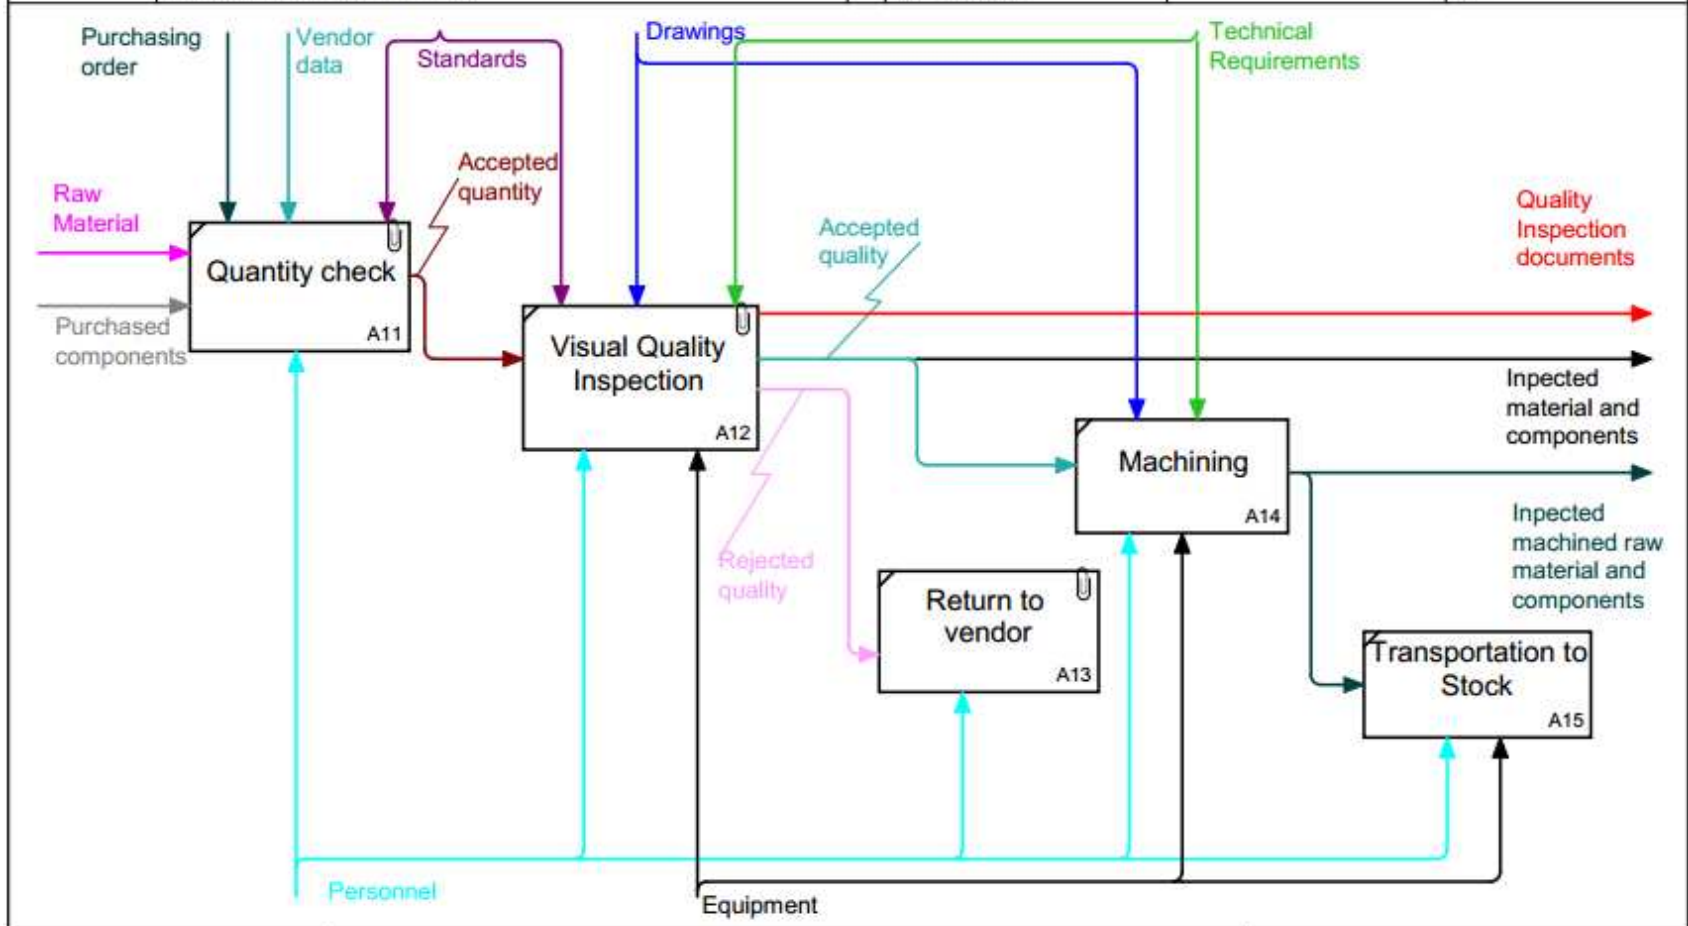 Purchasing
order
Vendor
data
Standards
Drawings
Technical
Requirements
Accepted
quantity
Raw
Material
Quantity check
A11
Purchased
components
Accepted
quality
Quality
Inspection
documents
Visual Quality
Inspection
A12
Inpected
material and
components
Machining
A14
Rejected
quality
Inpected
machined raw
material and
components
Return to
vendor
A13
Transportation to
Stock
A15
Personnel
Equipment